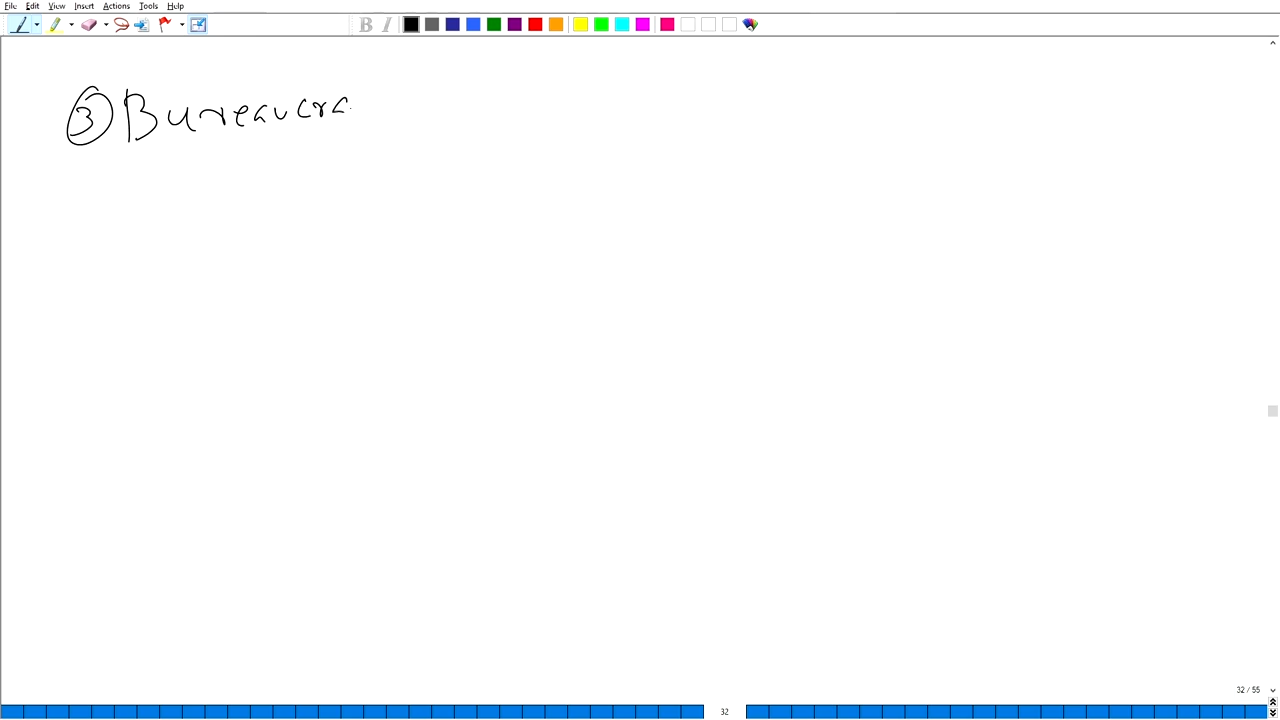 File Edit View Insert Actions Tools Help
B I
③ Bureaucra
32 / 55
32